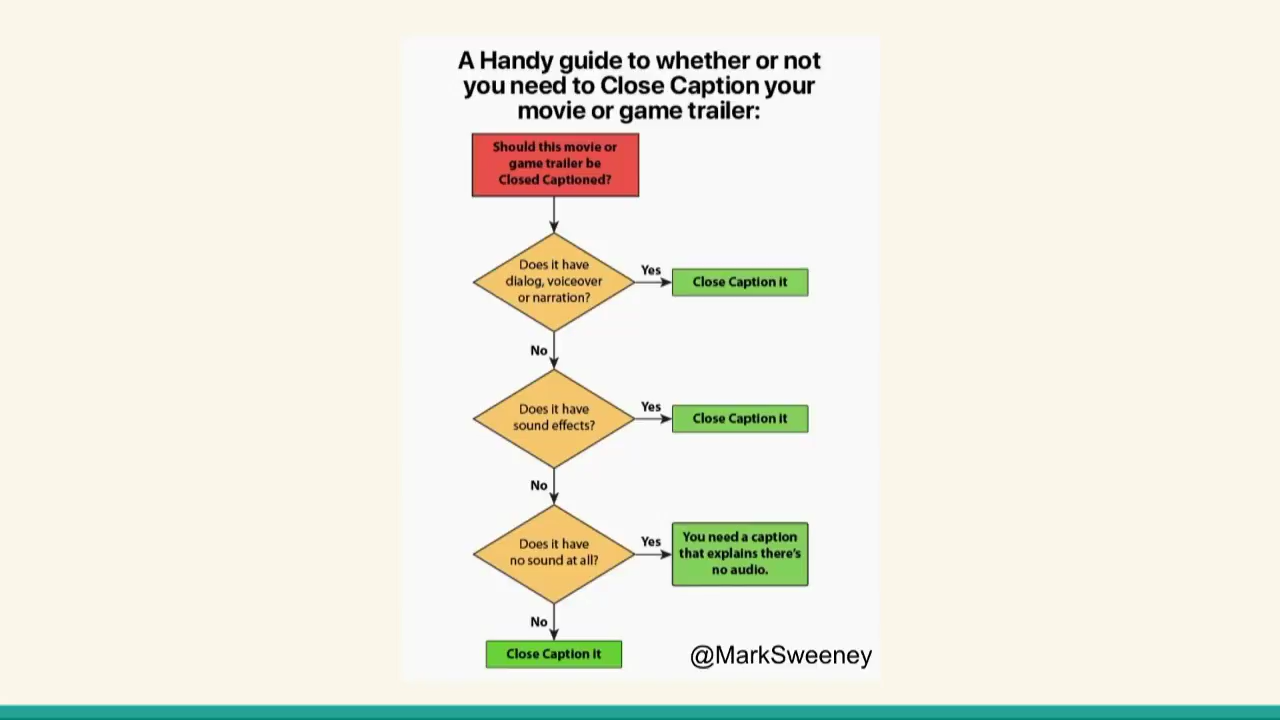 A Handy guide to whether or not
you need to Close Caption your
movie or game trailer:
Should this movie or
game trailer be
Closed Captioned?
Does it have
dialog, voiceover
or narration?
Yes
Close Caption it
No
Does it have
sound effects?
Yes
Close Caption it
No
Does it have
no sound at all?
Yes
You need a caption
that explains there's
no audio.
No
Close Caption It
@MarkSweeney